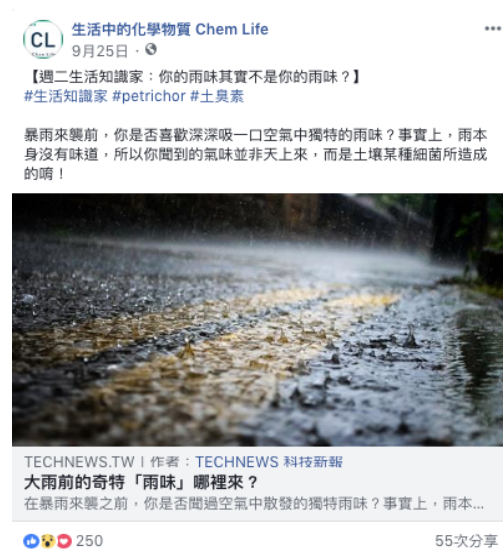 CL
Chem Life
生活中的化學物質 Chem Life
9月25日
【週二生活知識家：你的雨味其實不是你的雨味？】
#生活知識家 #petrichor #土臭素
暴雨來襲前，你是否喜歡深深吸一口空氣中獨特的雨味？事實上，雨本
身沒有味道，所以你聞到的氣味並非天上來，而是土壤某種細菌所造成
的唷！
TECHNEWS.TW | 作者：TECHNEWS 科技新報
大雨前的奇特「雨味」哪裡來？
在暴雨來襲之前，你是否聞過空氣中散發的獨特雨味？事實上，雨本...
250
55次分享